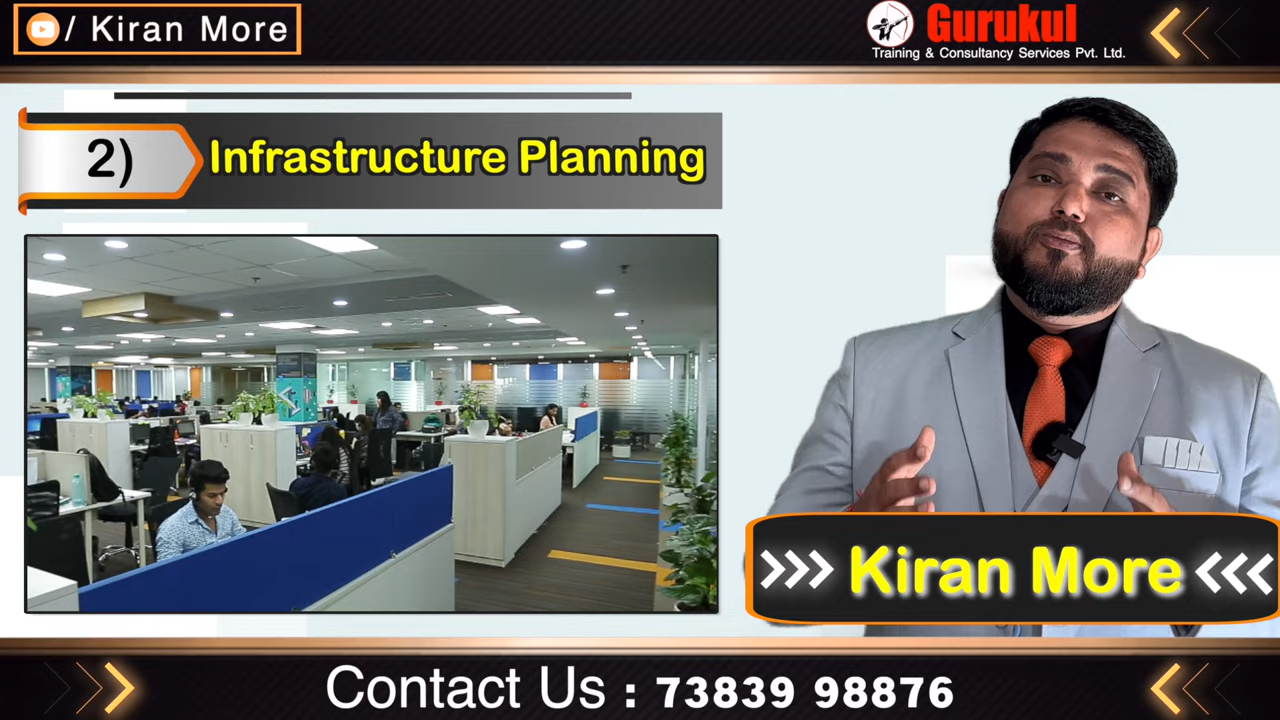 / Kiran More
Gurukul
Training & Consultancy Services Pvt. Ltd.
2) Infrastructure Planning
>>> Kiran More <<<
Contact Us : 73839 98876